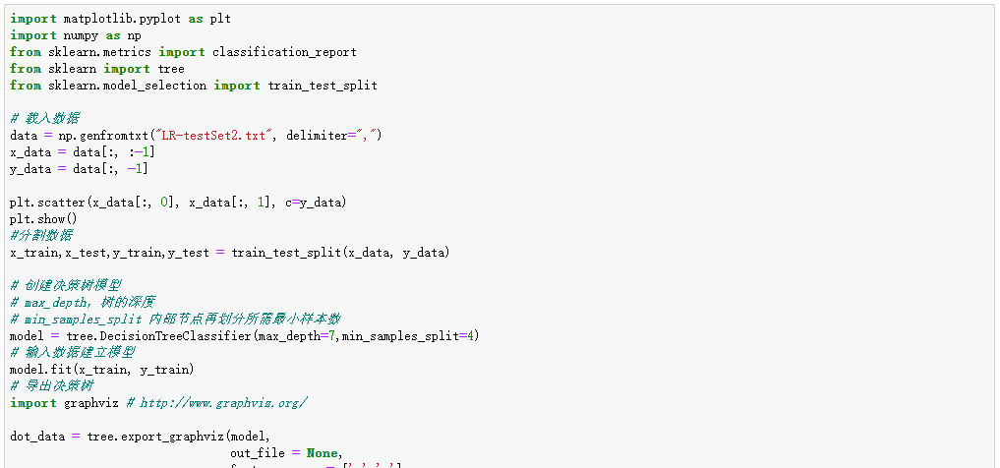 import matplotlib.pyplot as plt
import numpy as np
from sklearn.metrics import classification_report
from sklearn import tree
from sklearn.model_selection import train_test_split
# 载入数据
data = np.genfromtxt("LR-testSet2.txt", delimiter=",")
x_data = data[:, :-1]
y_data = data[:, -1]
plt.scatter(x_data[:, 0], x_data[:, 1], c=y_data)
plt.show()
#分割数据
x_train,x_test,y_train,y_test = train_test_split(x_data, y_data)
# 创建决策树模型
# max_depth，树的深度
# min_samples_split 内部节点再划分所需最小样本数
model = tree.DecisionTreeClassifier(max_depth=7,min_samples_split=4)
# 输入数据建立模型
model.fit(x_train, y_train)
# 导出决策树
import graphviz # http://www.graphviz.org/
dot_data = tree.export_graphviz(model,
out_file = None,